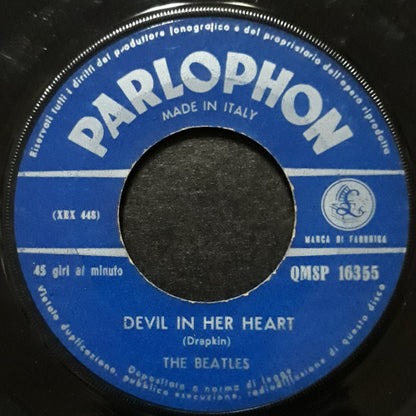 Riservati tutti i diritti del produttore fonografico e del proprietario dell'opera riprodotta
PARLOPHON
MADE IN ITALY
(XEX 448)
£
MARCA DI FABBRICA
45 giri al minuto
QMSP 16355
DEVIL IN HER HEART
(Drapkin)
THE BEATLES
Depositato a norma di legge
Vietate duplicazione, pubblica esecuzione, radiodiffusione di questo disco